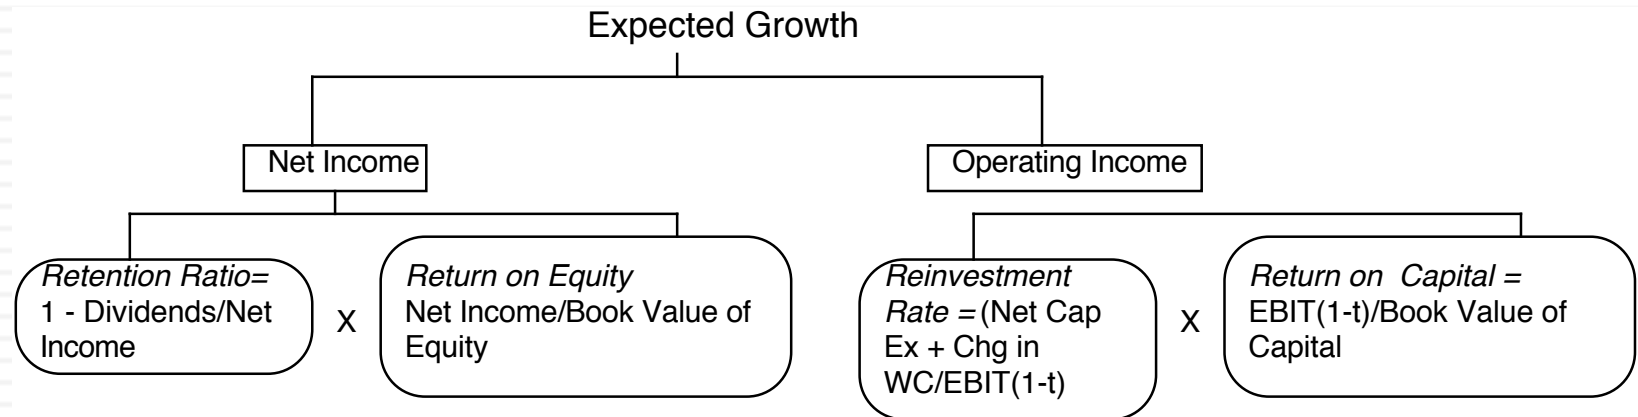 Expected Growth
Net Income
Operating Income
Retention Ratio=
1 - Dividends/Net
Income
X
Return on Equity
Net Income/Book Value of
Equity
Reinvestment
Rate = (Net Cap
Ex + Chg in
WC/EBIT(1-t)
X
Return on Capital =
EBIT(1-t)/Book Value of
Capital